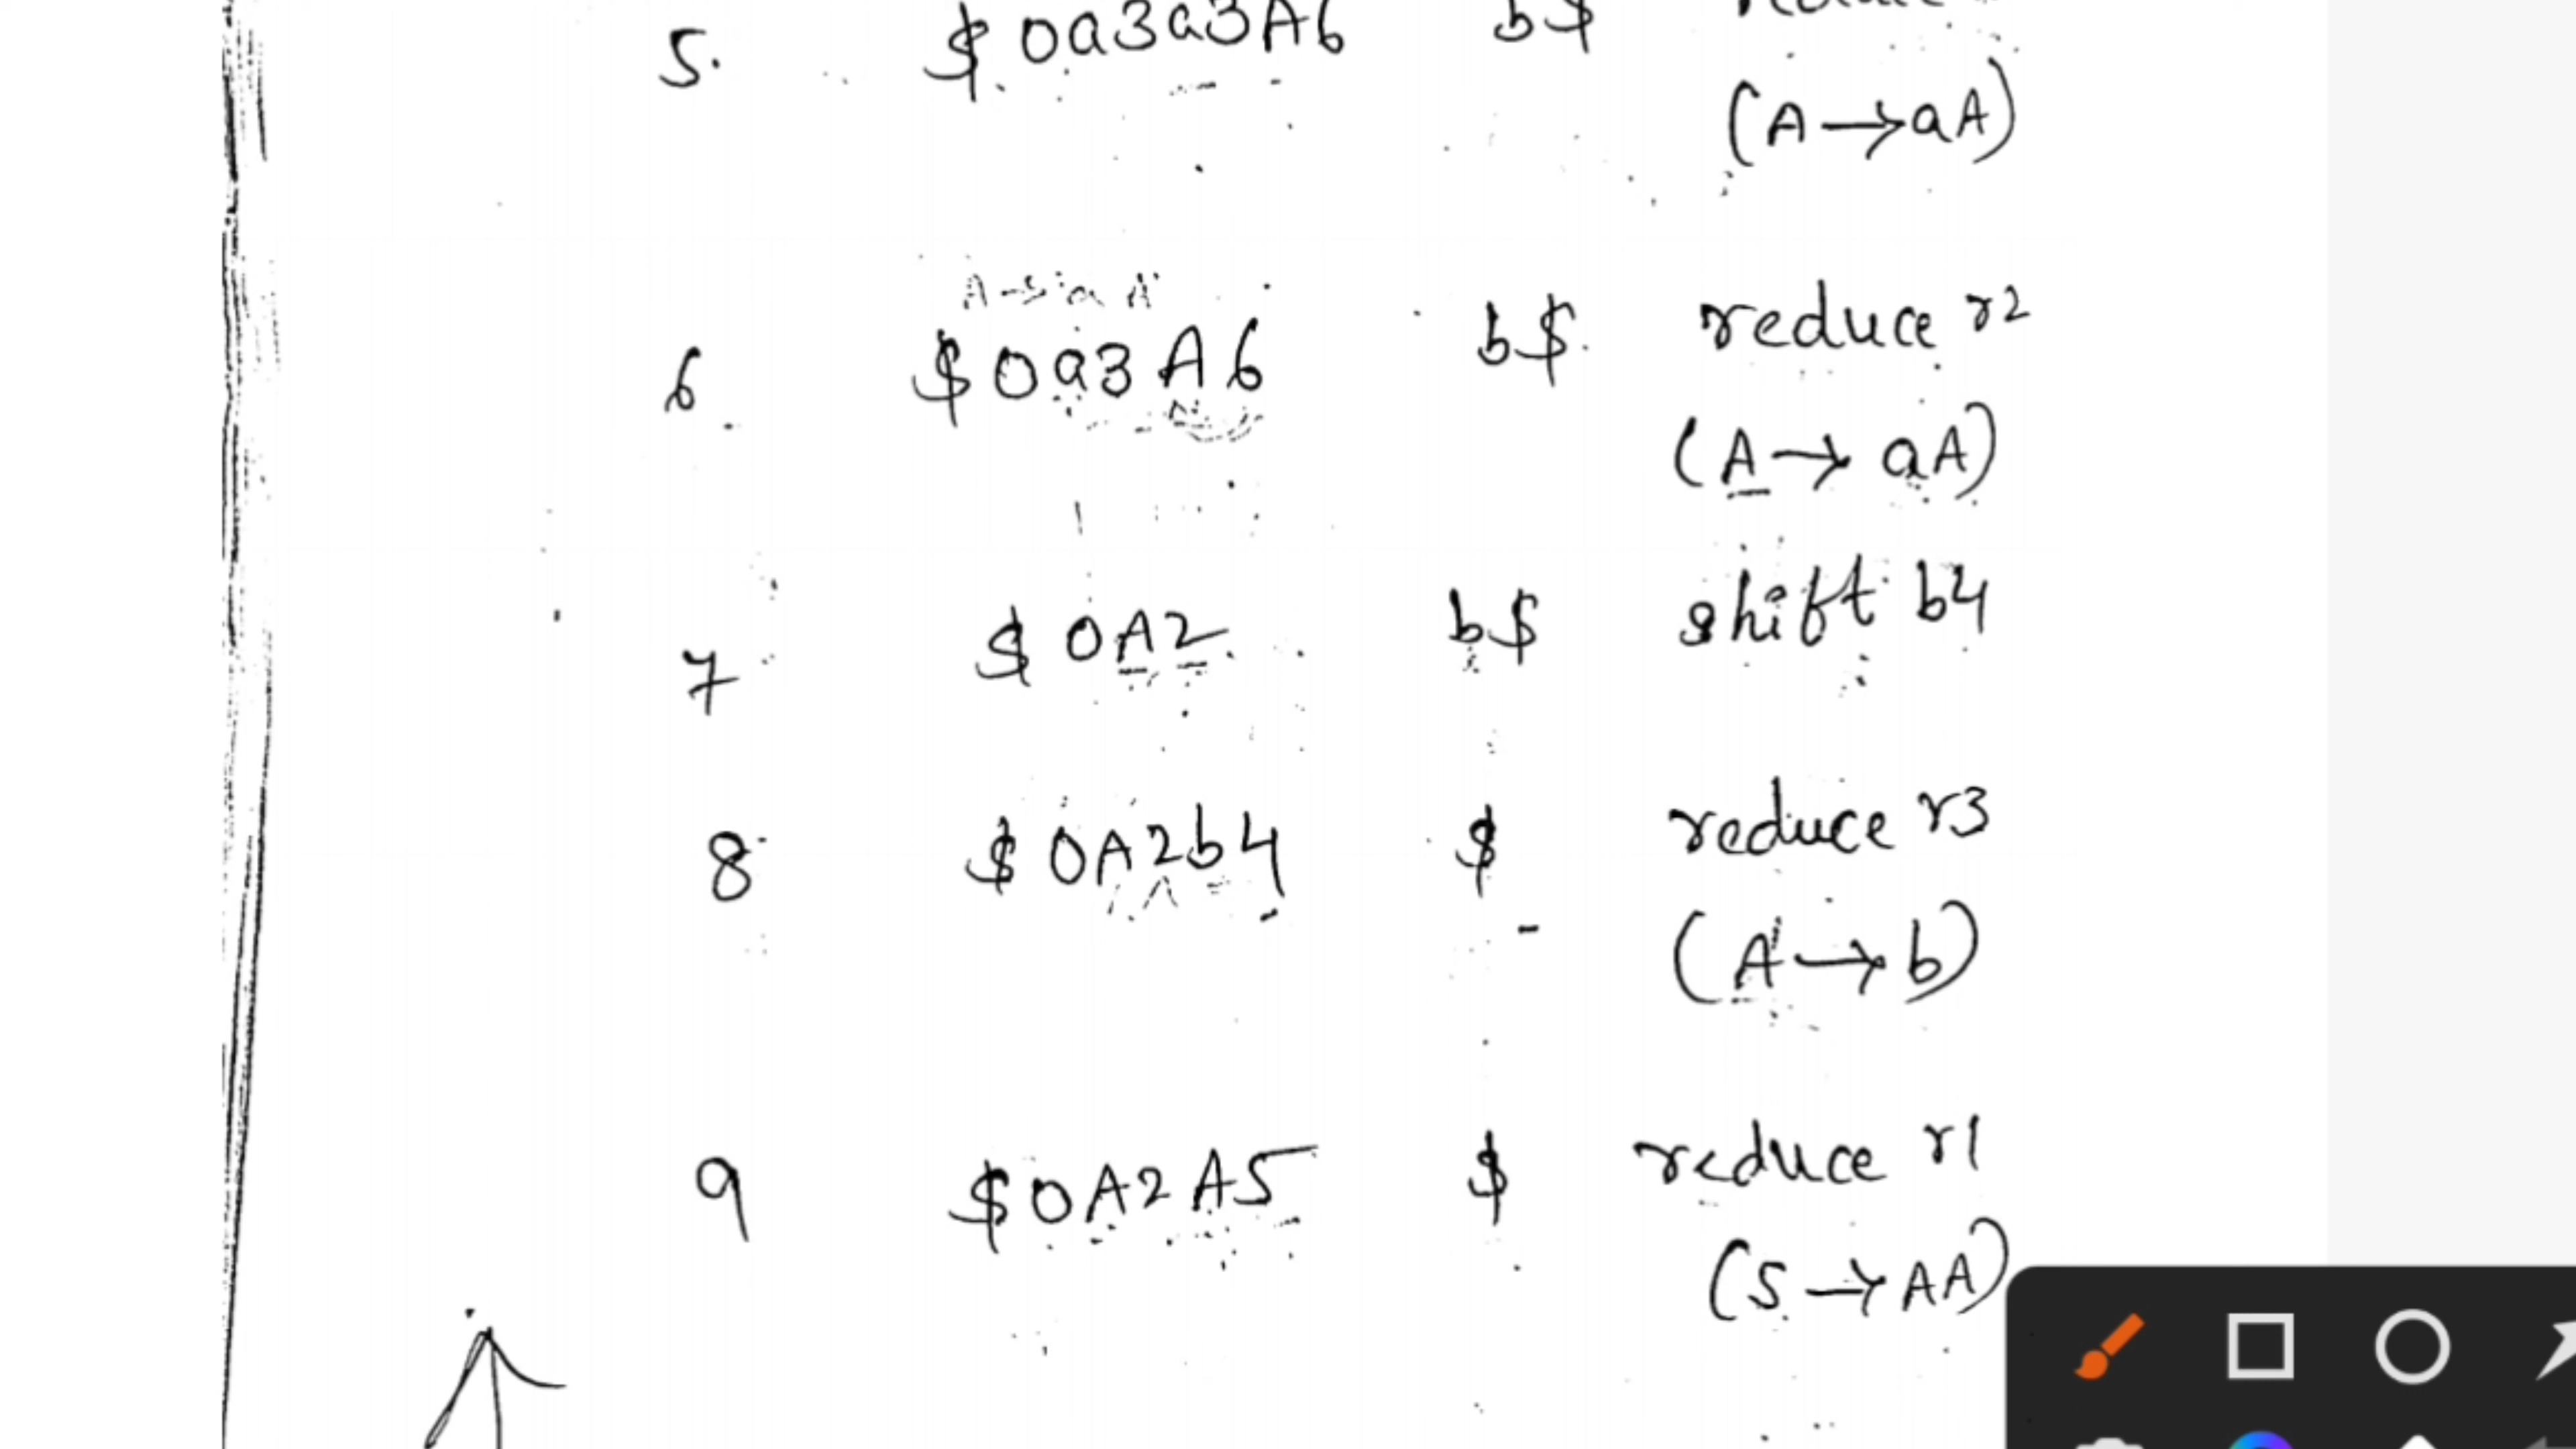 5. $0a3a3A6 b$
(A→aA)
A→aA
6. $0a3A6 b$ reduce r2
(A→aA)
7 $0A2 b$ shift b4
8 $0A2b4 $ reduce r3
(A→b)
9 $0A2A5 $ reduce r1
(S→AA)